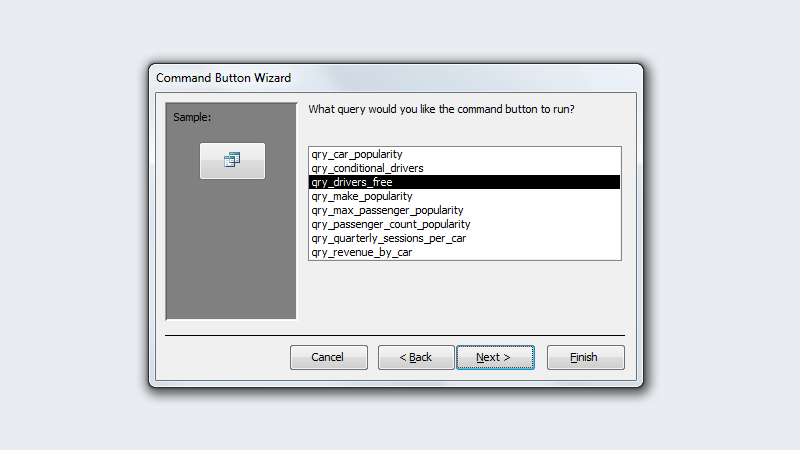 Command Button Wizard
Sample:
What query would you like the command button to run?
qry_car_popularity
qry_conditional_drivers
qry_drivers_free
qry_make_popularity
qry_max_passenger_popularity
qry_passenger_count_popularity
qry_quarterly_sessions_per_car
qry_revenue_by_car
Cancel
< Back
Next >
Finish